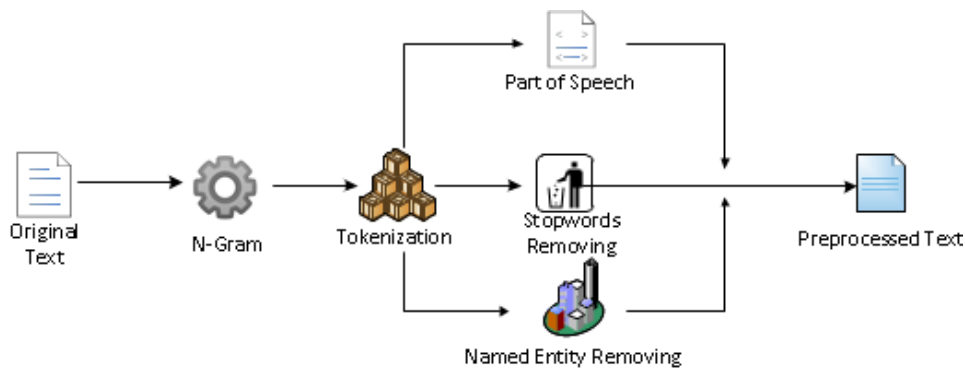 Part of Speech
Original
Text
N-Gram
Tokenization
Stopwords
Removing
Preprocessed Text
Named Entity Removing